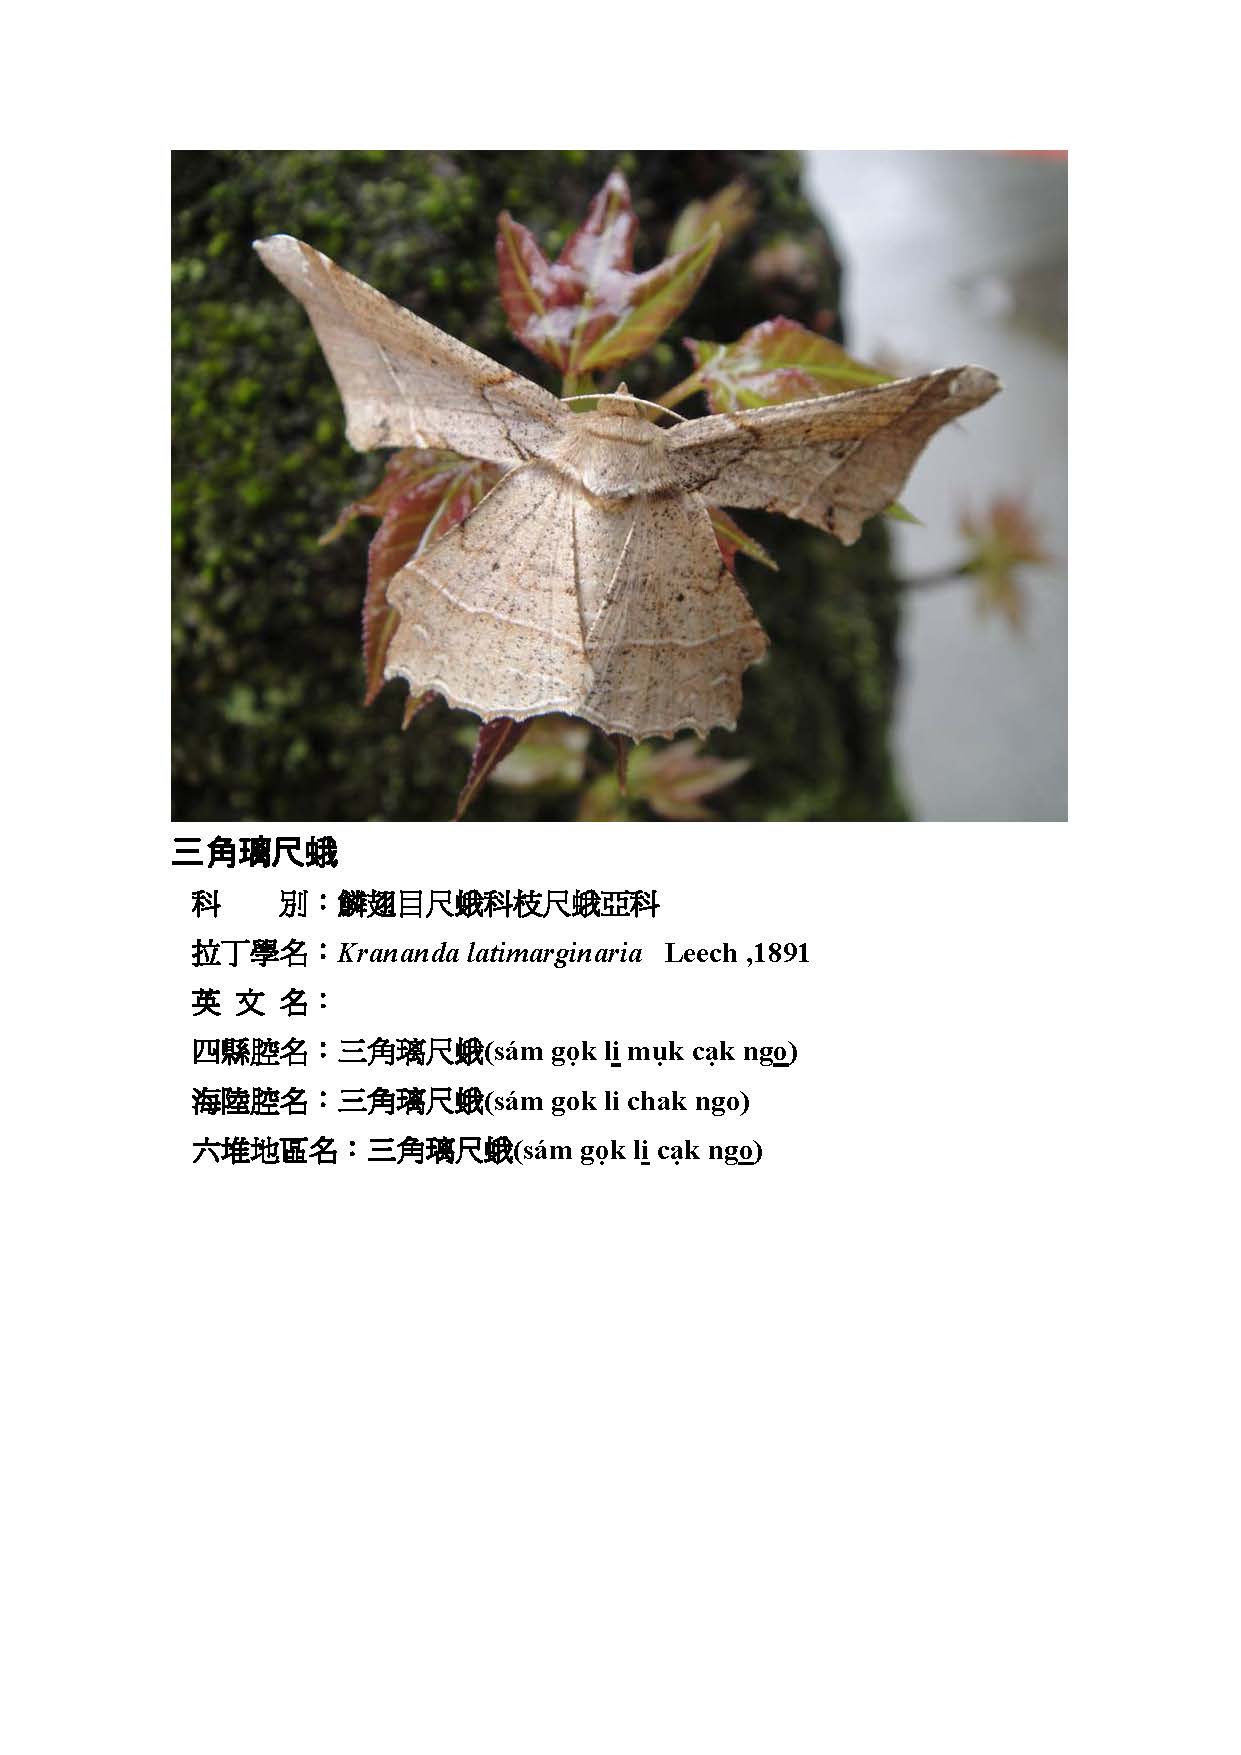 三角璃尺蛾
科　　別：鱗翅目尺蛾科枝尺蛾亞科
拉丁學名：Krananda latimarginaria Leech ,1891
英 文 名：
四縣腔名：三角璃尺蛾(sám gọk li̲ mụk cạk ngo̲)
海陸腔名：三角璃尺蛾(sám gok li chak ngo)
六堆地區名：三角璃尺蛾(sám gọk li̲ cạk ngo̲)